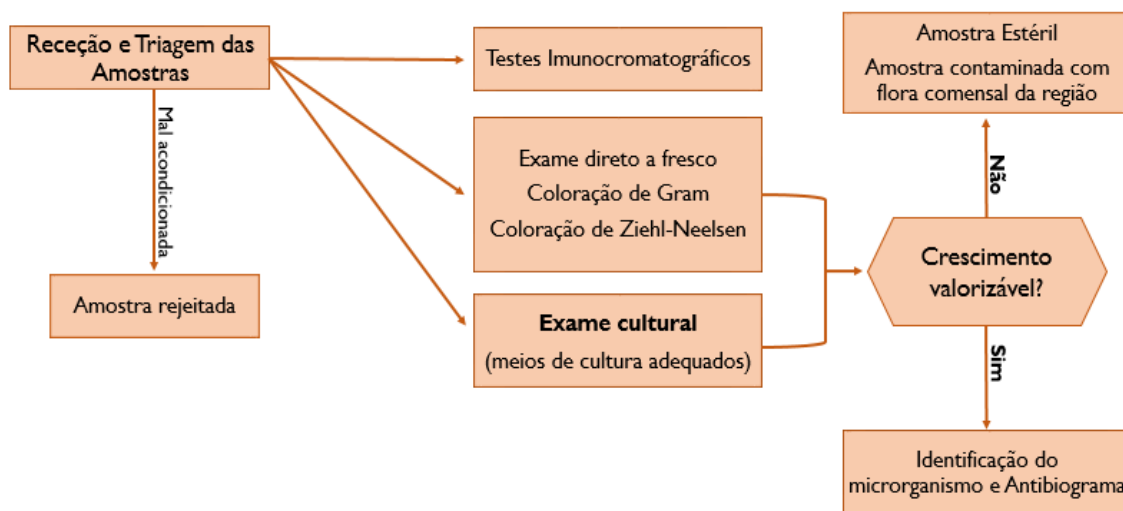 Receção e Triagem das
Amostras
Mal acondicionada
Amostra rejeitada
Testes Imunocromatográficos
Exame direto a fresco
Coloração de Gram
Coloração de Ziehl-Neelsen
Exame cultural
(meios de cultura adequados)
Amostra Estéril
Amostra contaminada com
flora comensal da região
Não
Crescimento
valorizável?
Sim
Identificação do
microrganismo e Antibiograma